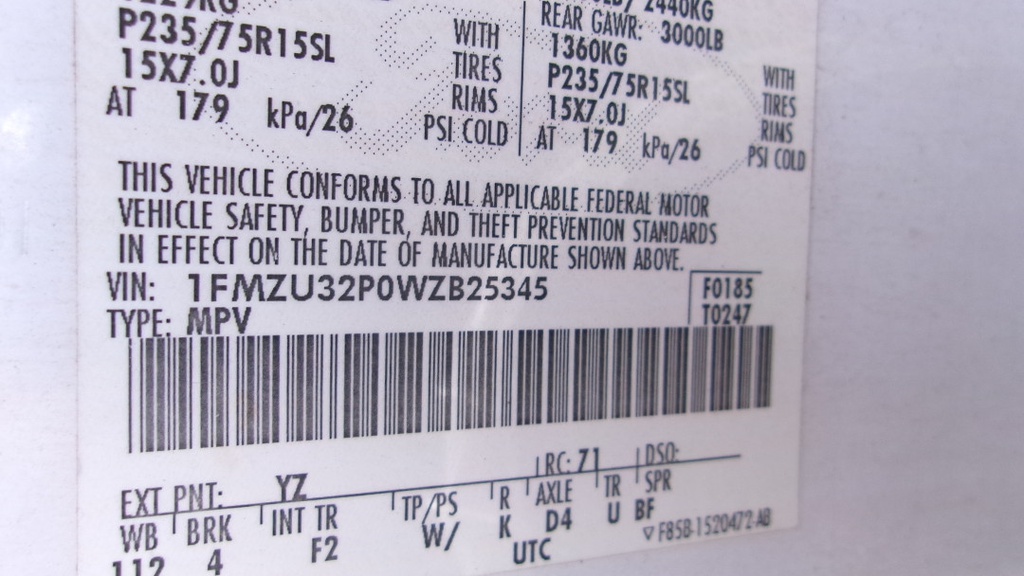 P235/75R15SL WITH
15X7.0J TIRES
RIMS
AT 179 kPa/26 PSI COLD
2440KG
REAR GAWR: 3000LB
1360KG WITH
P235/75R15SL TIRES
15X7.0J RIMS
AT 179 kPa/26 PSI COLD
THIS VEHICLE CONFORMS TO ALL APPLICABLE FEDERAL MOTOR
VEHICLE SAFETY, BUMPER, AND THEFT PREVENTION STANDARDS
IN EFFECT ON THE DATE OF MANUFACTURE SHOWN ABOVE.
VIN: 1FMZU32P0WZB25345 F0185
TYPE: MPV T0247
EXT PNT: YZ RC: 71 DSO:
WB BRK INT TR TP/PS R AXLE TR SPR
112 4 F2 W/ K D4 U BF
UTC ▽ F85B-1520472-AB